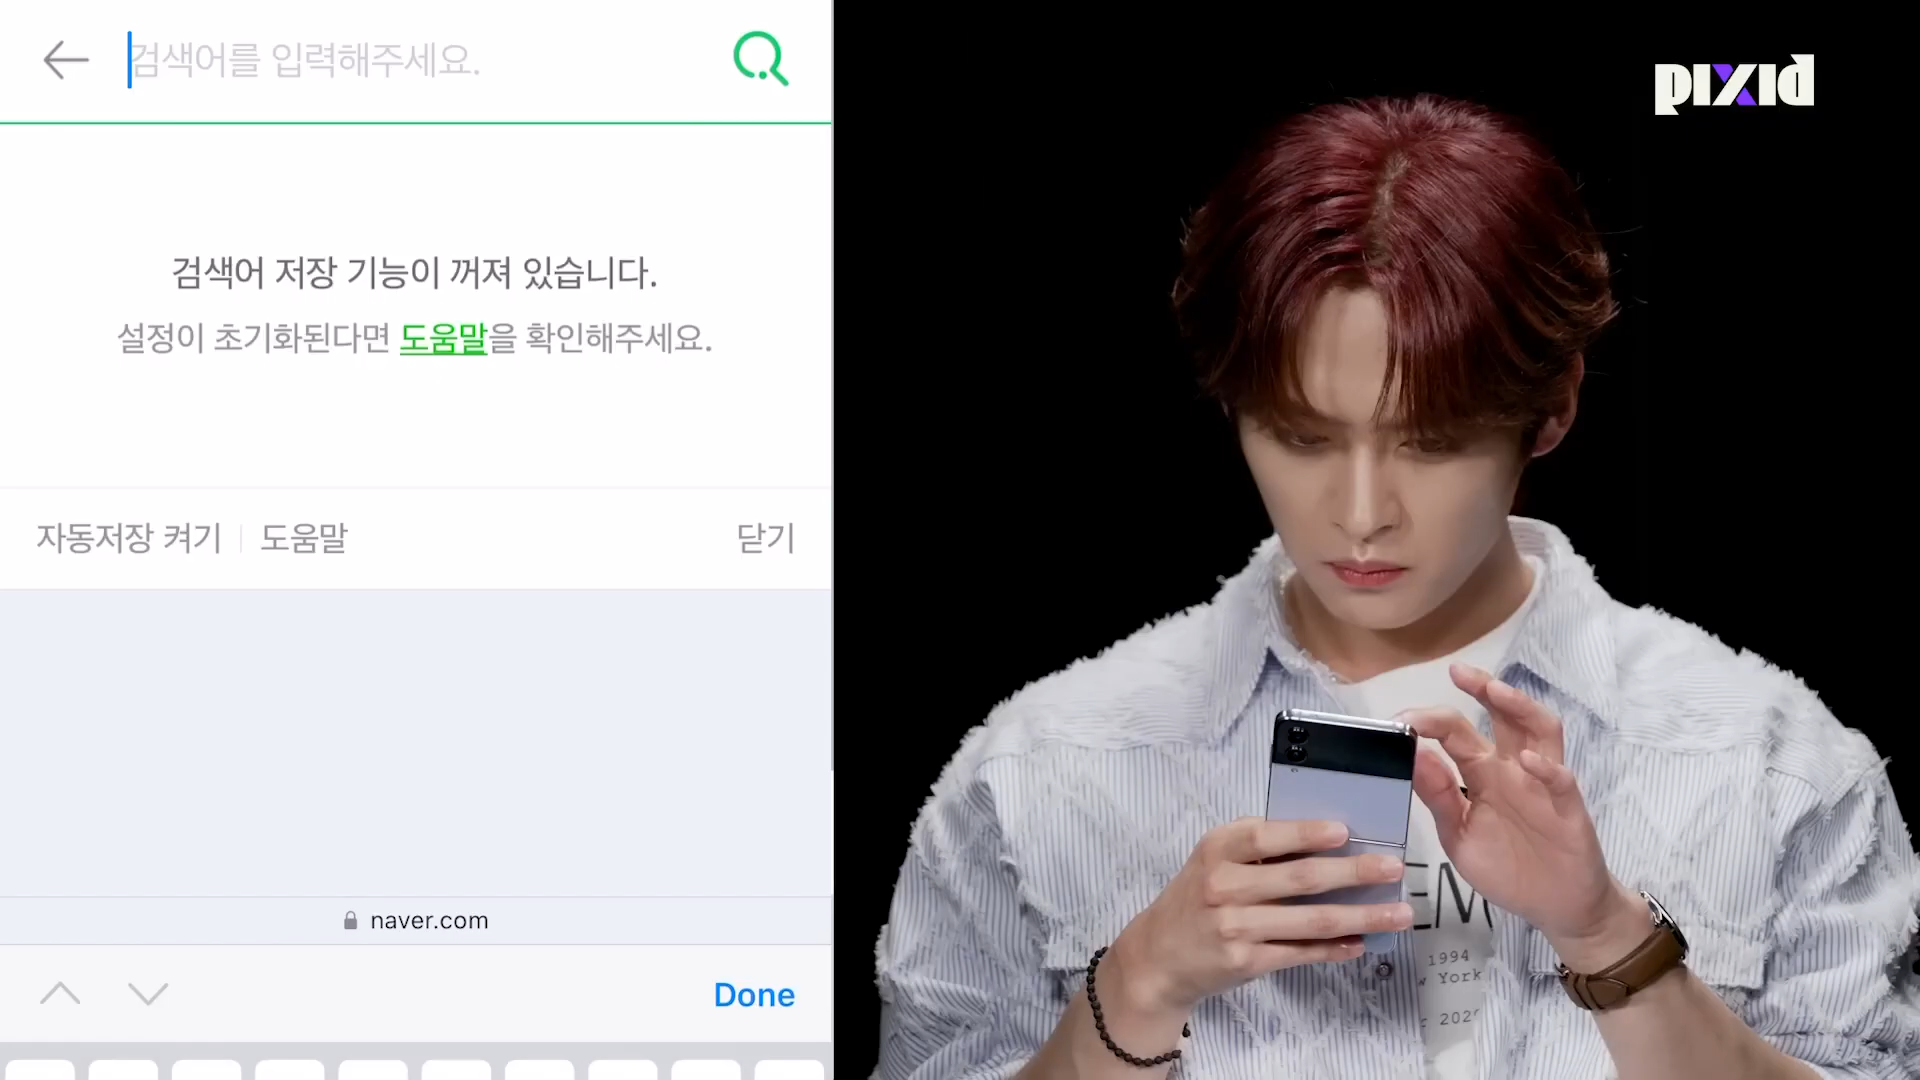 검색어를 입력해주세요.
검색어 저장 기능이 꺼져 있습니다.
설정이 초기화된다면 도움말을 확인해주세요.
자동저장 켜기
도움말
닫기
naver.com
Done
pixid
EM
1994
York
202